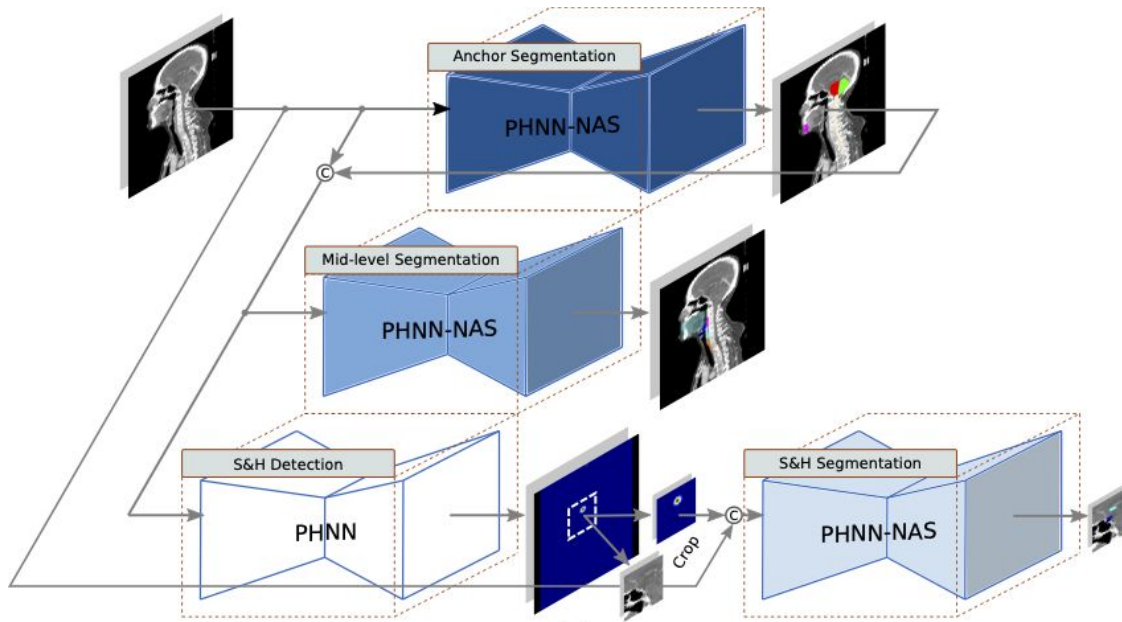 Anchor Segmentation
PHNN-NAS
©
Mid-level Segmentation
PHNN-NAS
S&H Detection
PHNN
Crop
©
S&H Segmentation
PHNN-NAS